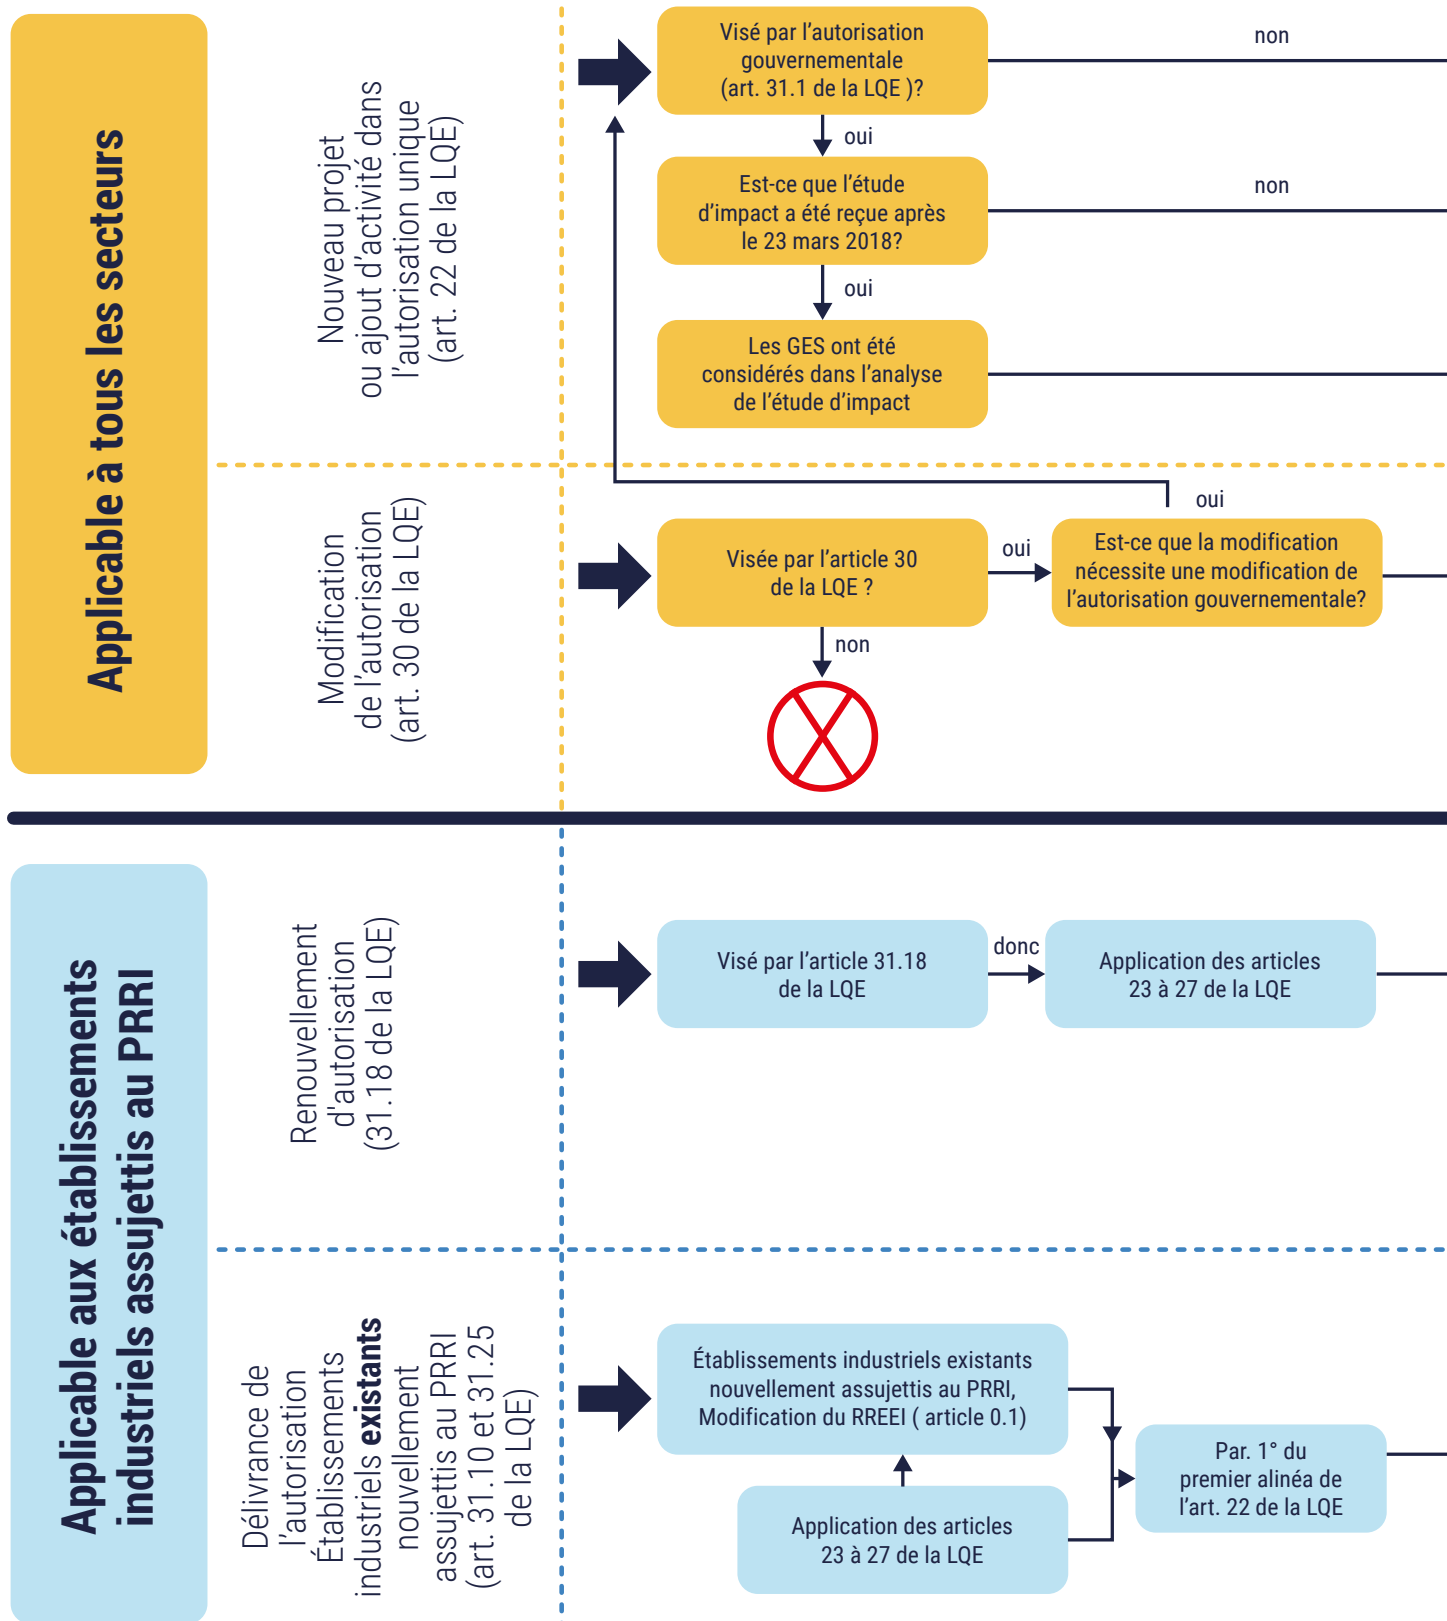 Applicable à tous les secteurs
Nouveau projet
ou ajout d'activité dans
l'autorisation unique
(art. 22 de la LQE)
Visé par l'autorisation
gouvernementale
(art. 31.1 de la LQE )?
non
oui
Est-ce que l'étude
d'impact a été reçue après
le 23 mars 2018?
non
oui
Les GES ont été
considérés dans l'analyse
de l'étude d'impact
Modification
de l'autorisation
(art. 30 de la LQE)
Visée par l'article 30
de la LQE ?
oui
non
oui
Est-ce que la modification
nécessite une modification de
l'autorisation gouvernementale?
Applicable aux établissements
industriels assujettis au PRRI
Renouvellement
d'autorisation
(31.18 de la LQE)
Visé par l'article 31.18
de la LQE
donc
Application des articles
23 à 27 de la LQE
Délivrance de
l'autorisation
Établissements
industriels existants
nouvellement
assujettis au PRRI
(art. 31.10 et 31.25
de la LQE)
Établissements industriels existants
nouvellement assujettis au PRRI,
Modification du RREEI ( article 0.1)
Application des articles
23 à 27 de la LQE
Par. 1° du
premier alinéa de
l'art. 22 de la LQE